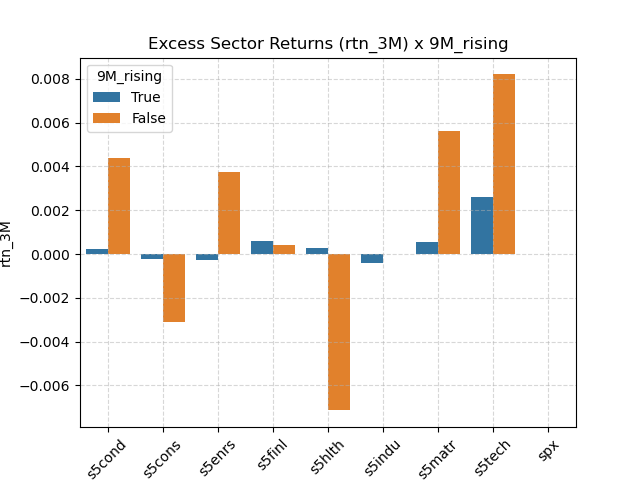 Excess Sector Returns (rtn_3M) x 9M_rising
9M_rising
True
False
0.008
0.006
0.004
0.002
0.000
−0.002
−0.004
−0.006
rtn_3M
s5cond
s5cons
s5enrs
s5finl
s5hlth
s5indu
s5matr
s5tech
spx